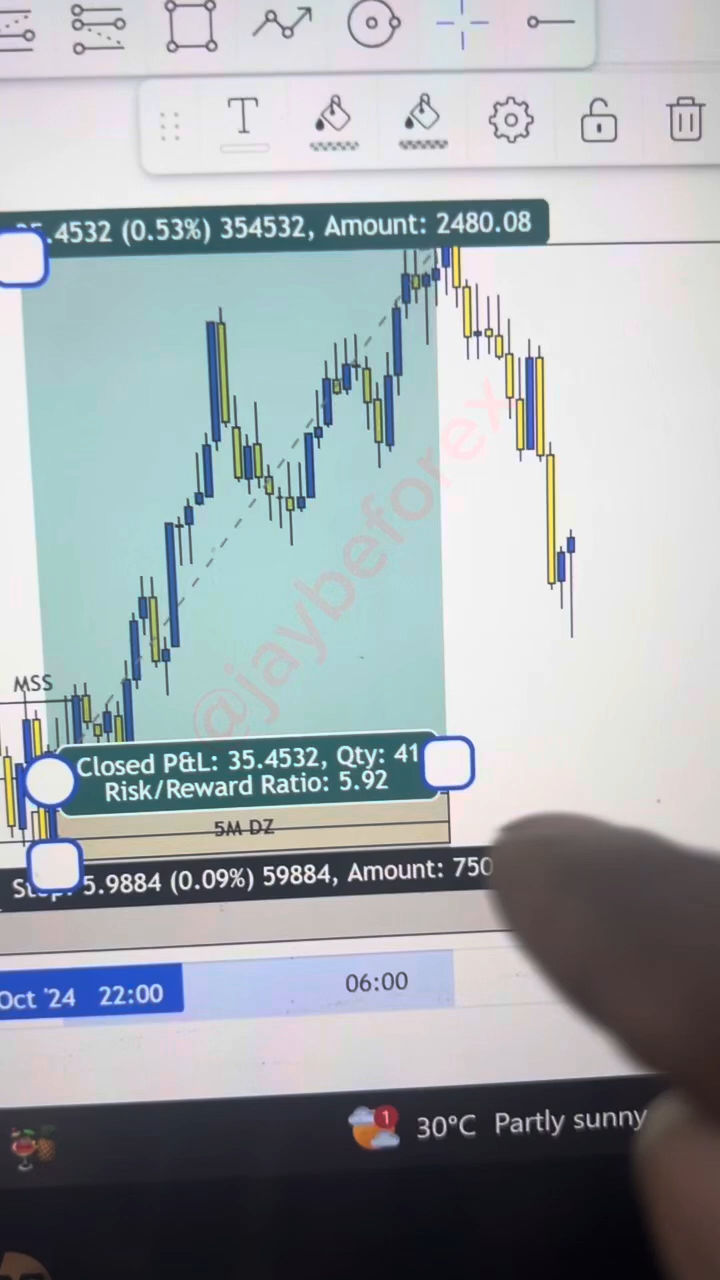 T
.4532 (0.53%) 354532, Amount: 2480.08
@jaybeforex
MSS
Closed P&L: 35.4532, Qty: 41
Risk/Reward Ratio: 5.92
5M DZ
5.9884 (0.09%) 59884, Amount: 750
Oct '24 22:00
06:00
1
30°C Partly sunny